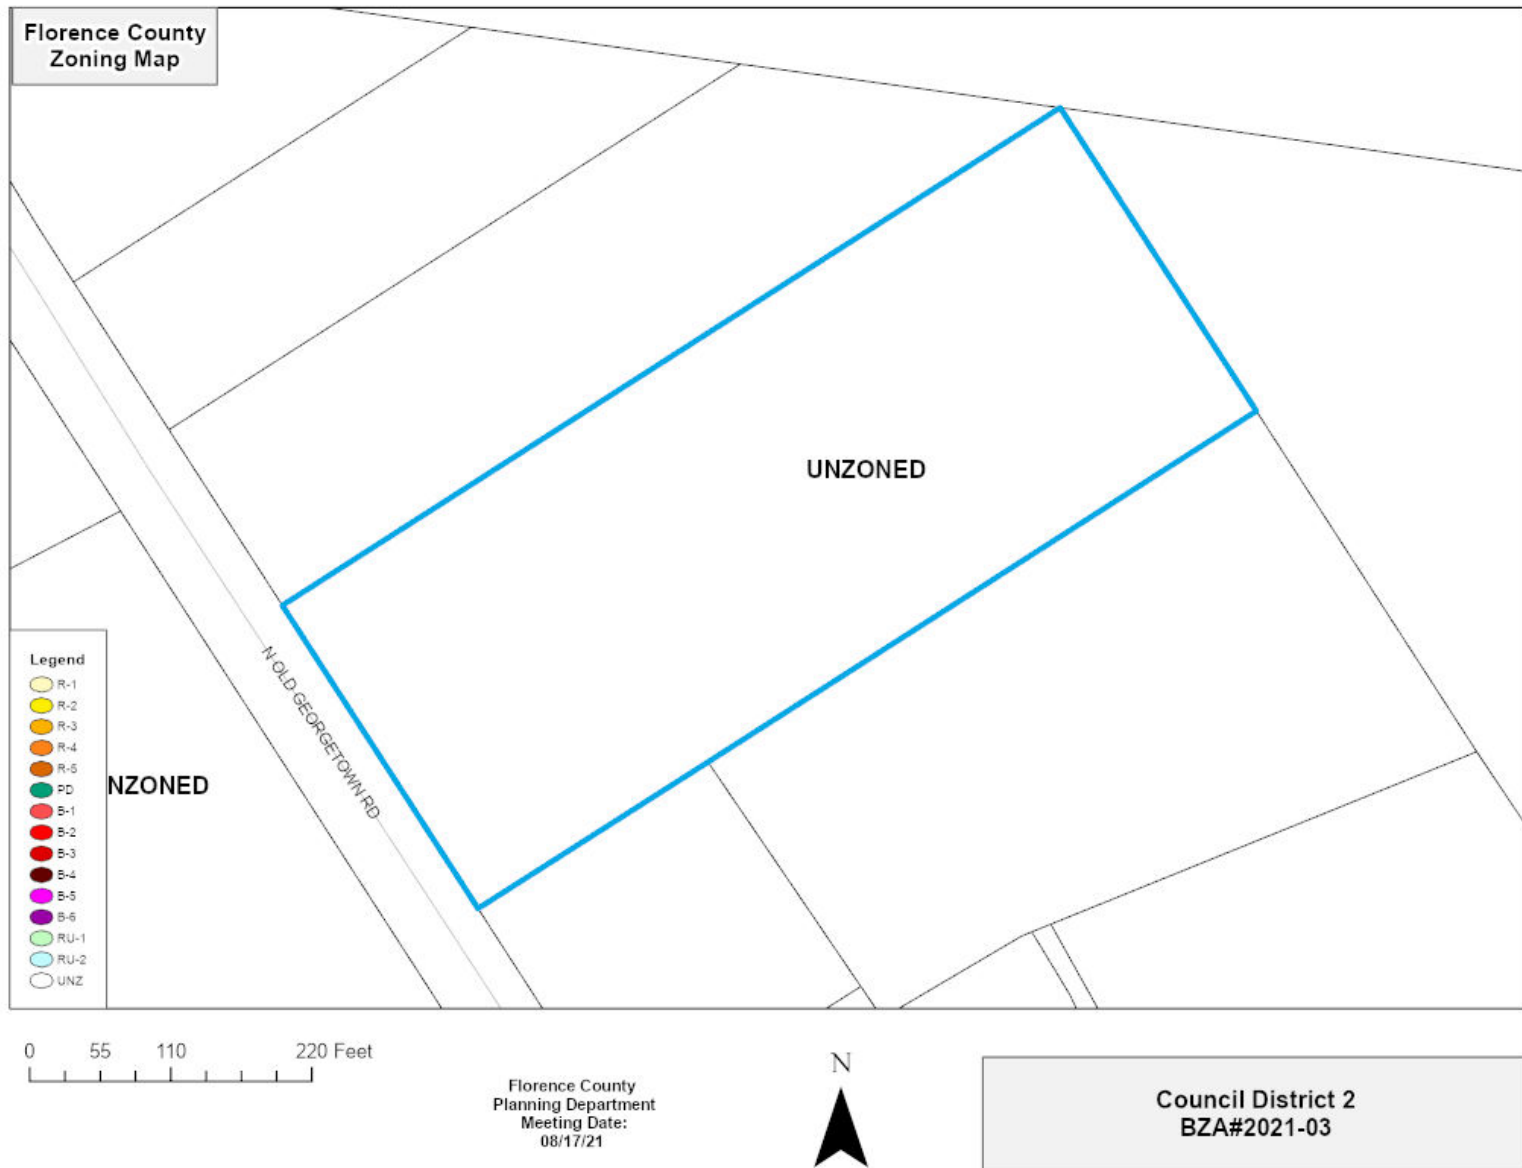 Florence County
Zoning Map
UNZONED
N OLD GEORGETOWN RD
NZONED
Legend
R-1
R-2
R-3
R-4
R-5
PD
B-1
B-2
B-3
B-4
B-5
B-6
RU-1
RU-2
UNZ
0 55 110 220 Feet
Florence County
Planning Department
Meeting Date:
08/17/21
N
Council District 2
BZA#2021-03